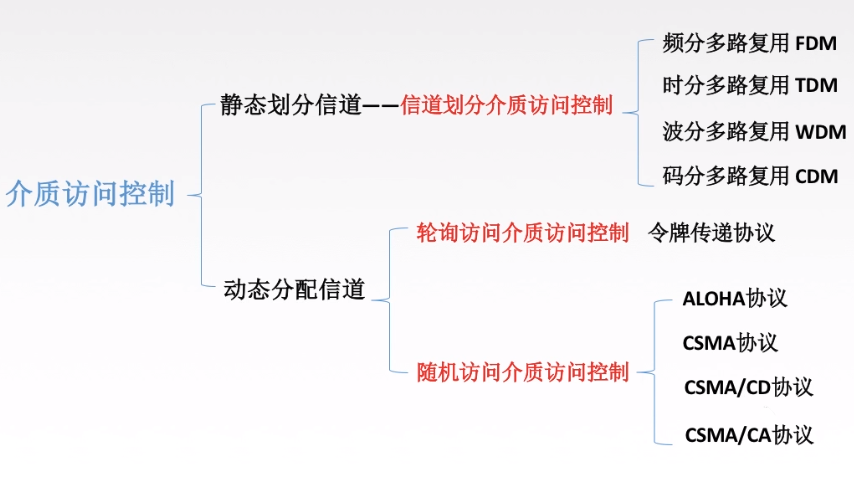 介质访问控制
静态划分信道——信道划分介质访问控制
频分多路复用 FDM
时分多路复用 TDM
波分多路复用 WDM
码分多路复用 CDM
动态分配信道
轮询访问介质访问控制 令牌传递协议
随机访问介质访问控制
ALOHA协议
CSMA协议
CSMA/CD协议
CSMA/CA协议